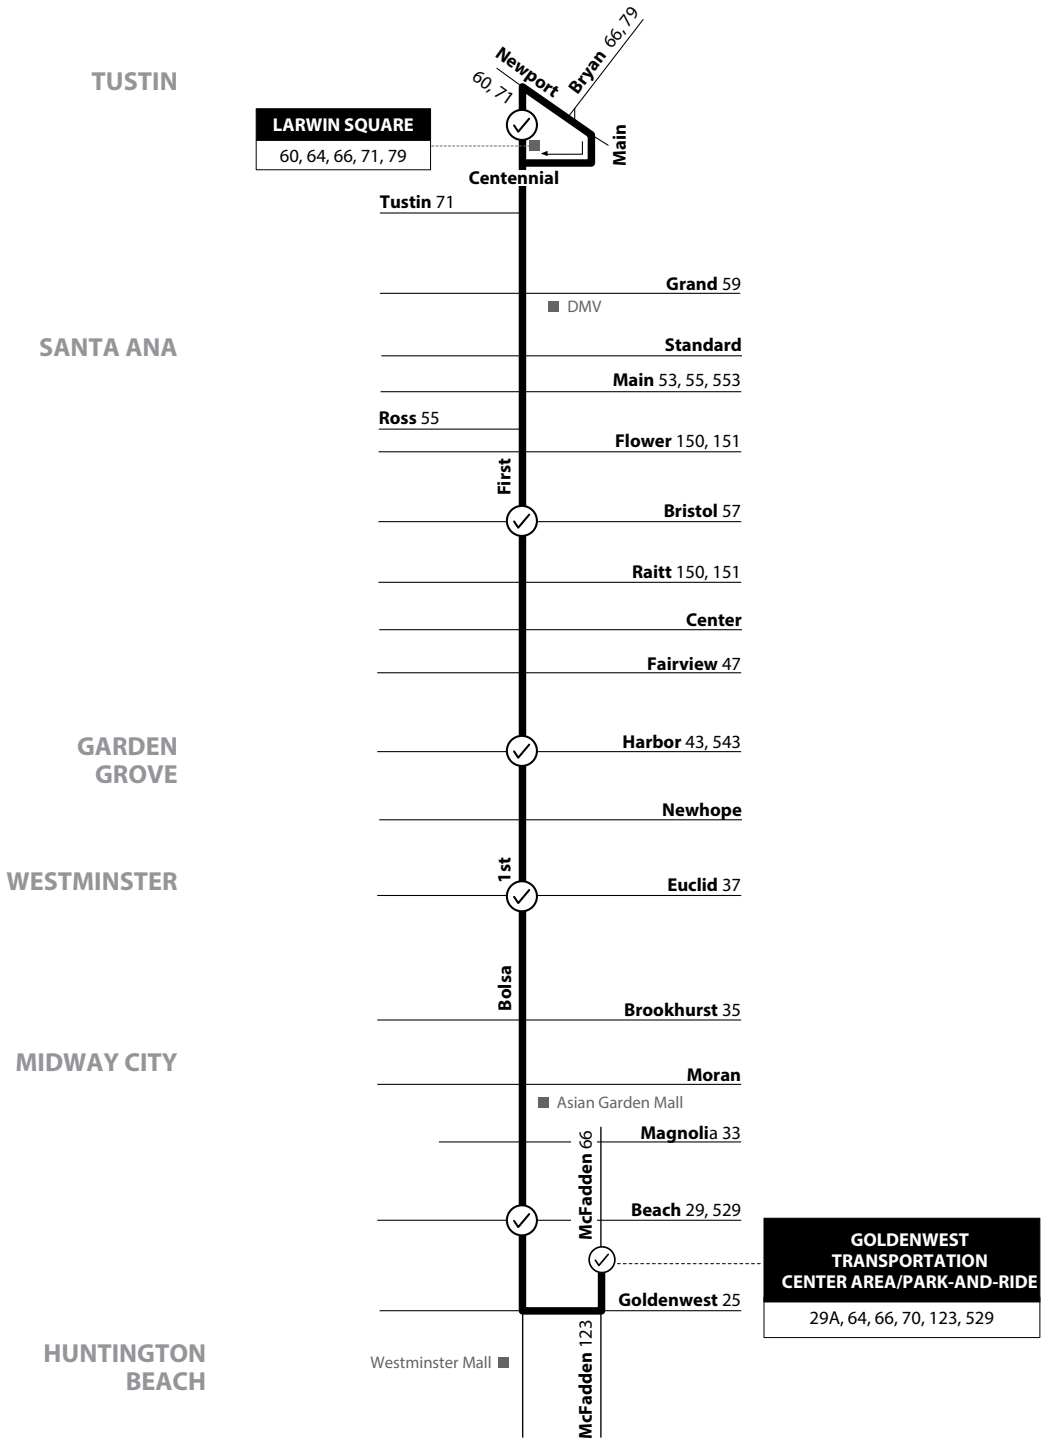 TUSTIN
Newport
60, 71
Bryan 66, 79
Main
LARWIN SQUARE
60, 64, 66, 71, 79
Centennial
Tustin 71
Grand 59
DMV
SANTA ANA
Standard
Main 53, 55, 553
Ross 55
Flower 150, 151
First
Bristol 57
Raitt 150, 151
Center
Fairview 47
GARDEN
GROVE
Harbor 43, 543
Newhope
1st
WESTMINSTER
Euclid 37
Bolsa
Brookhurst 35
MIDWAY CITY
Moran
Asian Garden Mall
Magnolia 33
McFadden 66
Beach 29, 529
GOLDENWEST
TRANSPORTATION
CENTER AREA/PARK-AND-RIDE
29A, 64, 66, 70, 123, 529
Goldenwest 25
HUNTINGTON
BEACH
Westminster Mall
McFadden 123